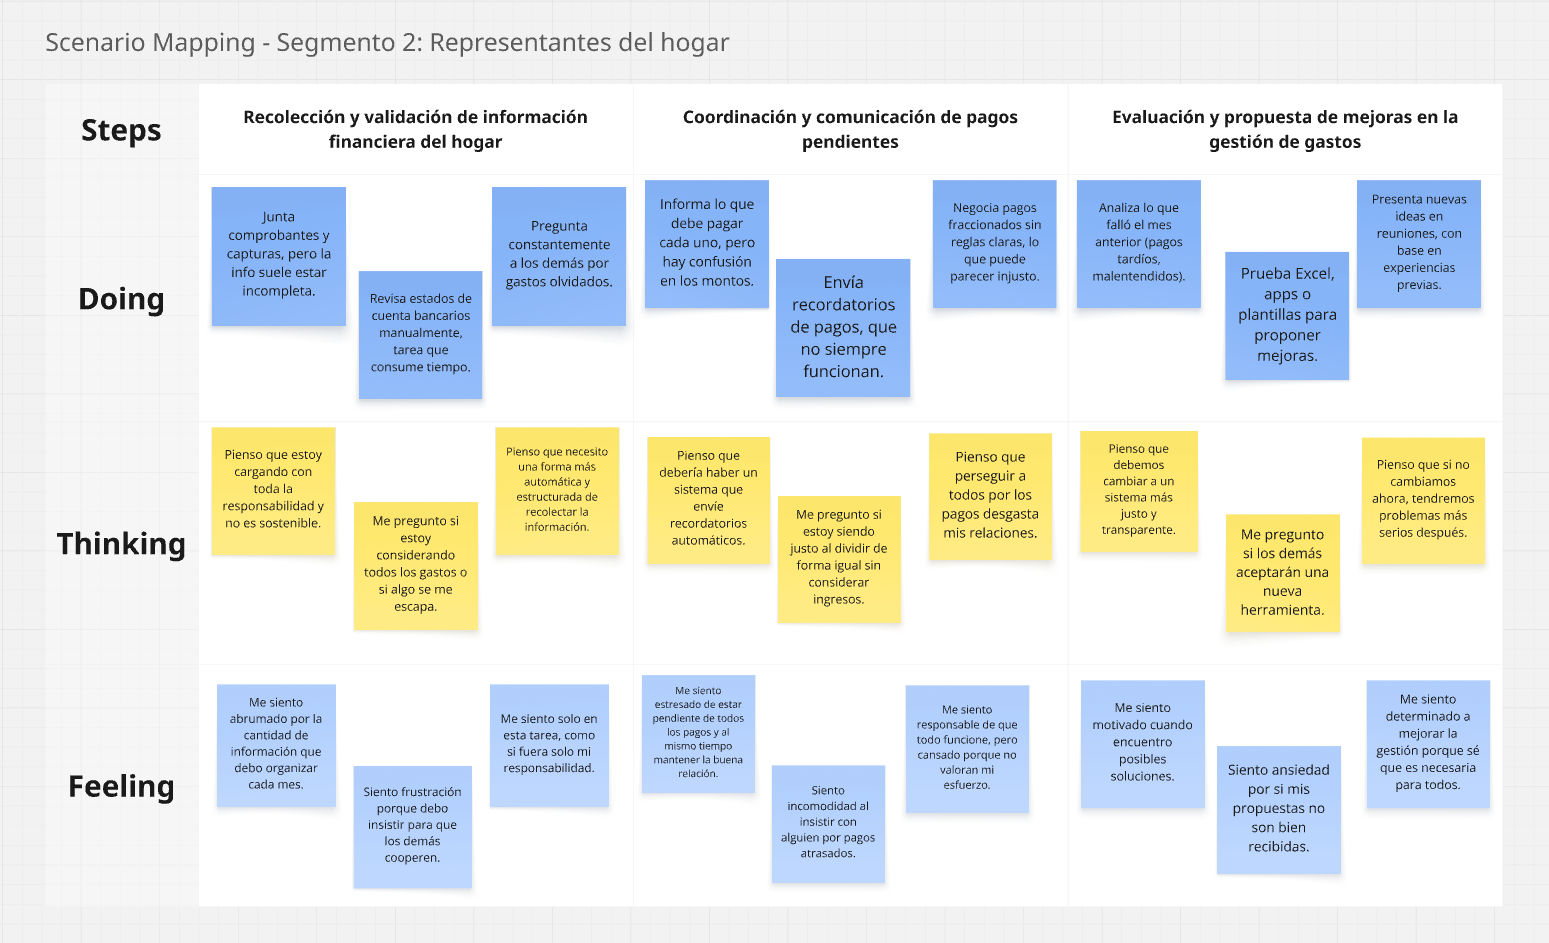 Scenario Mapping - Segmento 2: Representantes del hogar
Steps
Recolección y validación de información
financiera del hogar
Coordinación y comunicación de pagos
pendientes
Evaluación y propuesta de mejoras en la
gestión de gastos
Doing
Junta
comprobantes y
capturas, pero la
info suele estar
incompleta.
Revisa estados de
cuenta bancarios
manualmente,
tarea que
consume tiempo.
Pregunta
constantemente
a los demás por
gastos olvidados.
Informa lo que
debe pagar
cada uno, pero
hay confusión
en los montos.
Envía
recordatorios
de pagos, que
no siempre
funcionan.
Negocia pagos
fraccionados sin
reglas claras, lo
que puede
parecer injusto.
Analiza lo que
falló el mes
anterior (pagos
tardíos,
malentendidos).
Prueba Excel,
apps o
plantillas para
proponer
mejoras.
Presenta nuevas
ideas en
reuniones, con
base en
experiencias
previas.
Thinking
Pienso que estoy
cargando con
toda la
responsabilidad y
no es sostenible.
Me pregunto si
estoy
considerando
todos los gastos o
si algo se me
escapa.
Pienso que necesito
una forma más
automática y
estructurada de
recolectar la
información.
Pienso que
debería haber un
sistema que
envíe
recordatorios
automáticos.
Me pregunto si
estoy siendo
justo al dividir de
forma igual sin
considerar
ingresos.
Pienso que
perseguir a
todos por los
pagos desgasta
mis relaciones.
Pienso que
debemos
cambiar a un
sistema más
justo y
transparente.
Me pregunto
si los demás
aceptarán una
nueva
herramienta.
Pienso que si no
cambiamos
ahora, tendremos
problemas más
serios después.
Feeling
Me siento
abrumado por la
cantidad de
información que
debo organizar
cada mes.
Siento frustración
porque debo
insistir para que
los demás
cooperen.
Me siento solo en
esta tarea, como
si fuera solo mi
responsabilidad.
Me siento
estresado de estar
pendiente de todos
los pagos y al
mismo tiempo
mantener la buena
relación.
Siento
incomodidad al
insistir con
alguien por pagos
atrasados.
Me siento
responsable de que
todo funcione, pero
cansado porque no
valoran mi
esfuerzo.
Me siento
motivado cuando
encuentro
posibles
soluciones.
Siento ansiedad
por si mis
propuestas no
son bien
recibidas.
Me siento
determinado a
mejorar la
gestión porque sé
que es necesaria
para todos.